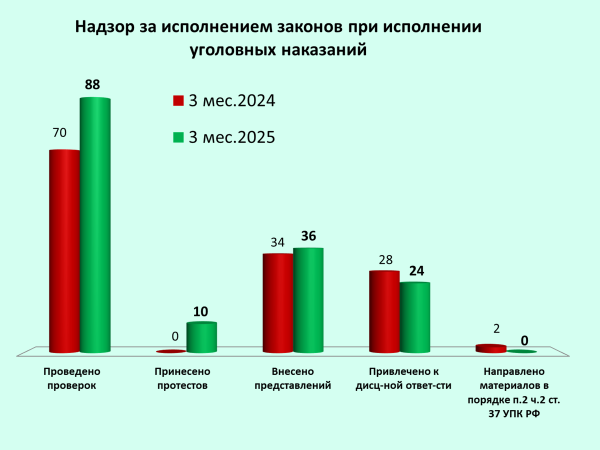 Надзор за исполнением законов при исполнении
уголовных наказаний
3 мес.2024
3 мес.2025
70
88
0
10
34
36
28
24
2
0
Проведено
проверок
Принесено
протестов
Внесено
представлений
Привлечено к
дисц-ной ответ-сти
Направлено
материалов в
порядке п.2 ч.2 ст.
37 УПК РФ